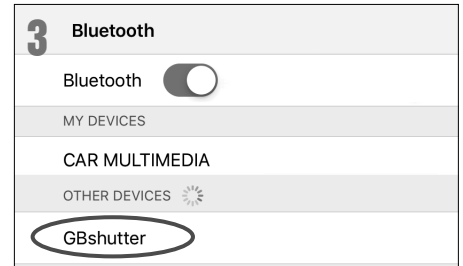 3 Bluetooth
Bluetooth
MY DEVICES
CAR MULTIMEDIA
OTHER DEVICES
GBshutter